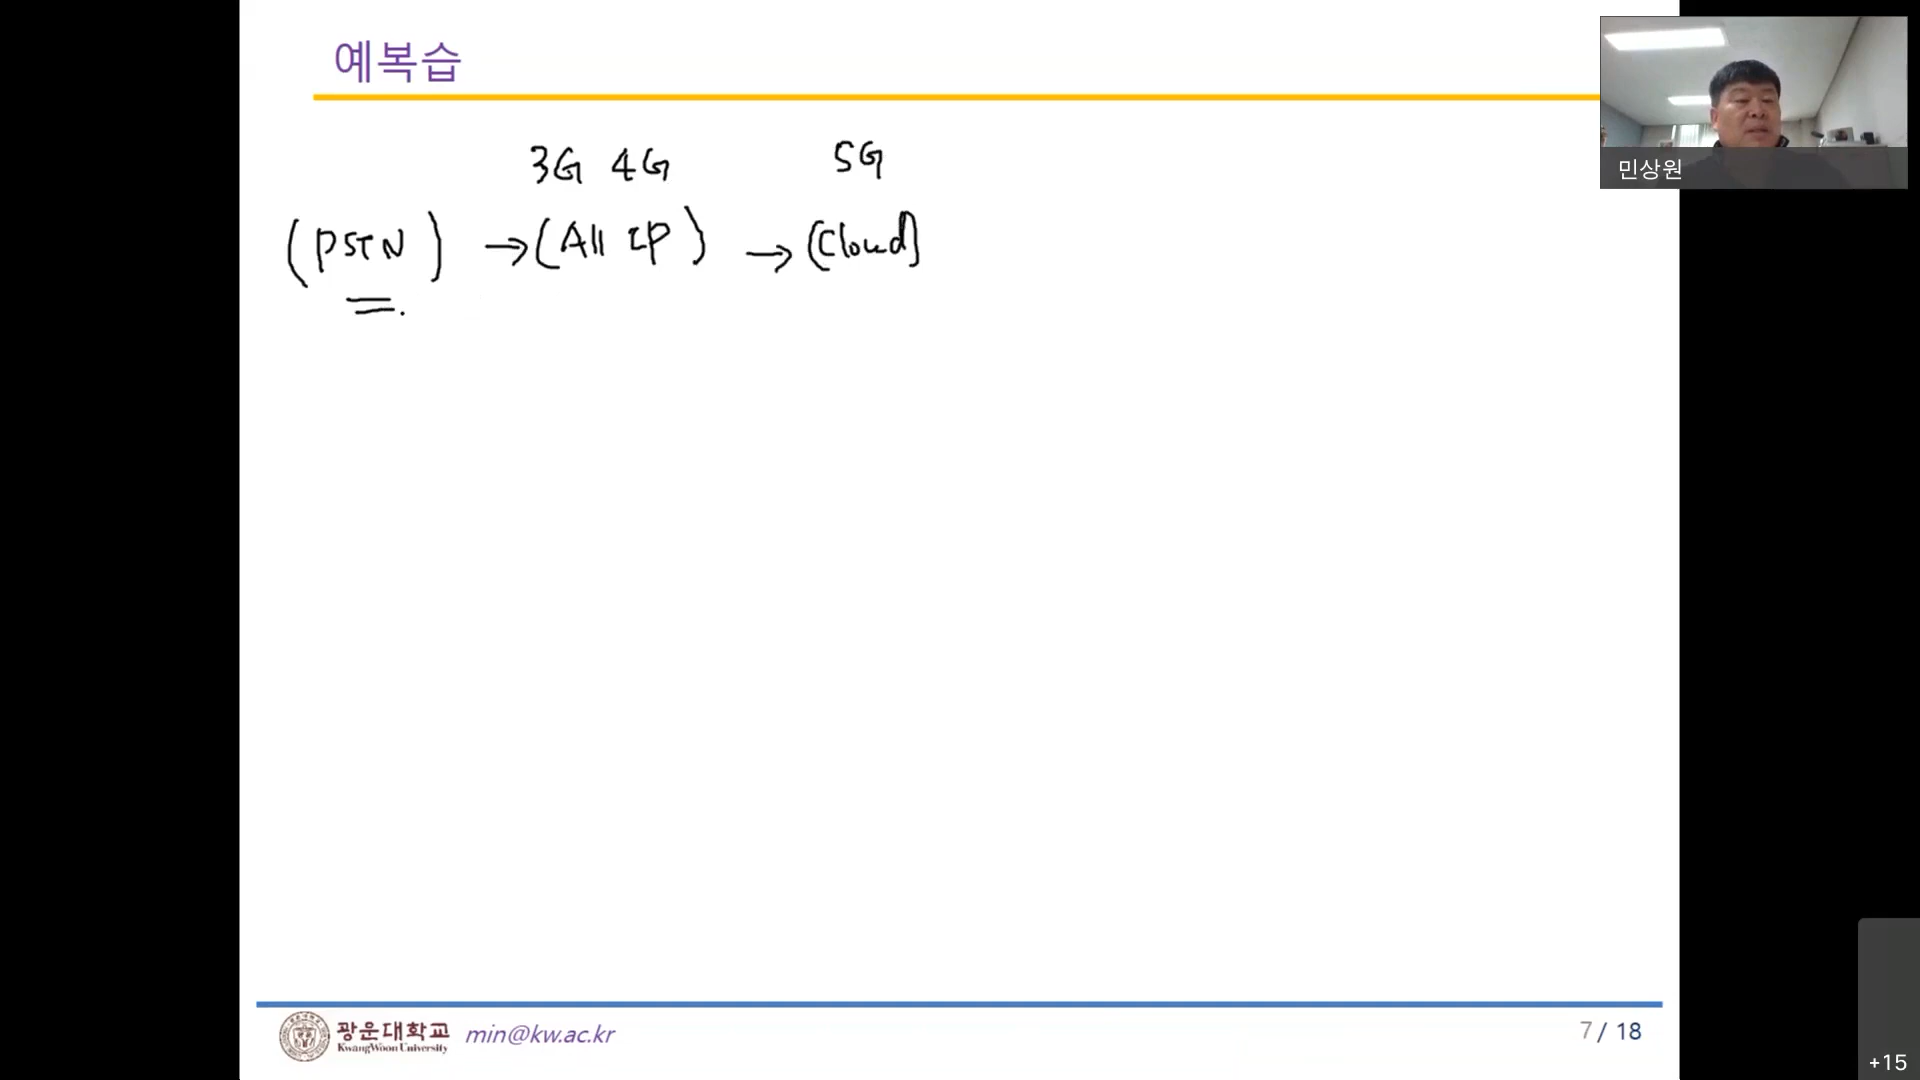 예복습
민상원
3G 4G 5G
(PSTN) → (All IP) → (Cloud)
광운대학교 min@kw.ac.kr
KwangWoon University
7 / 18
+15